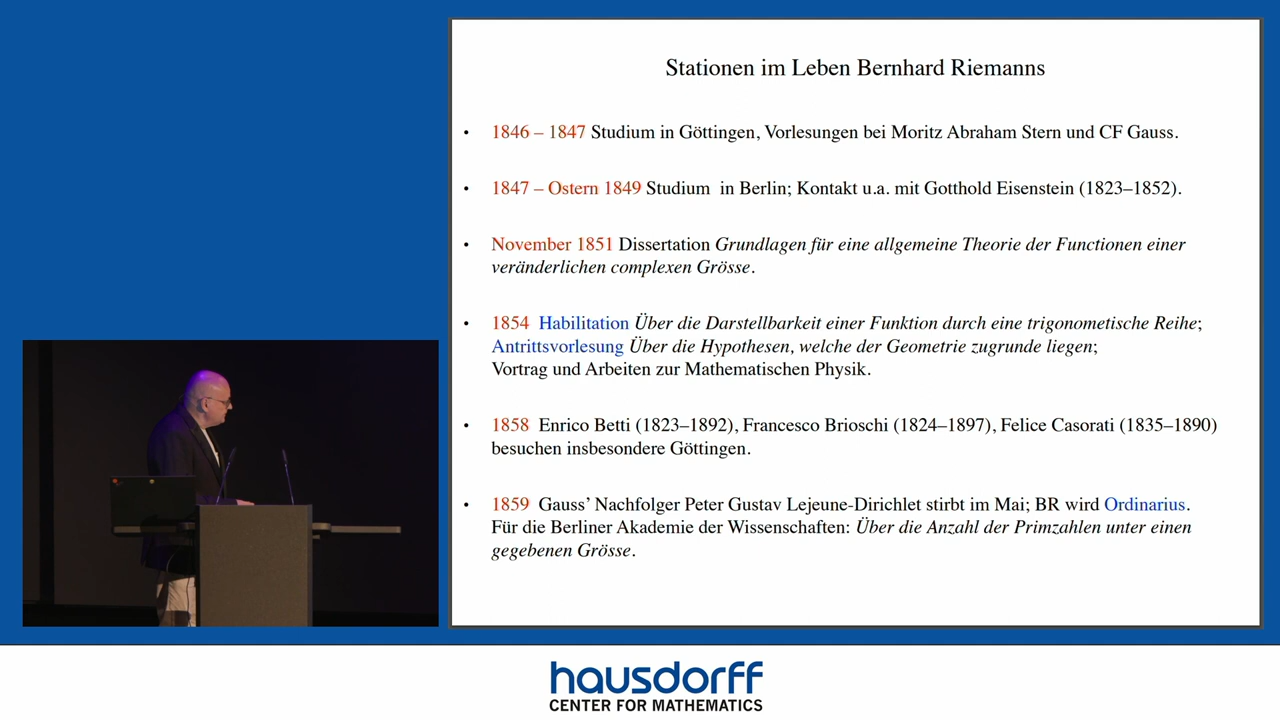 Stationen im Leben Bernhard Riemanns
• 1846 – 1847 Studium in Göttingen, Vorlesungen bei Moritz Abraham Stern und CF Gauss.
• 1847 – Ostern 1849 Studium in Berlin; Kontakt u.a. mit Gotthold Eisenstein (1823–1852).
• November 1851 Dissertation Grundlagen für eine allgemeine Theorie der Functionen einer
veränderlichen complexen Grösse.
• 1854 Habilitation Über die Darstellbarkeit einer Funktion durch eine trigonometische Reihe;
Antrittsvorlesung Über die Hypothesen, welche der Geometrie zugrunde liegen;
Vortrag und Arbeiten zur Mathematischen Physik.
• 1858 Enrico Betti (1823–1892), Francesco Brioschi (1824–1897), Felice Casorati (1835–1890)
besuchen insbesondere Göttingen.
• 1859 Gauss’ Nachfolger Peter Gustav Lejeune-Dirichlet stirbt im Mai; BR wird Ordinarius.
Für die Berliner Akademie der Wissenschaften: Über die Anzahl der Primzahlen unter einen
gegebenen Grösse.
hausdorff
CENTER FOR MATHEMATICS